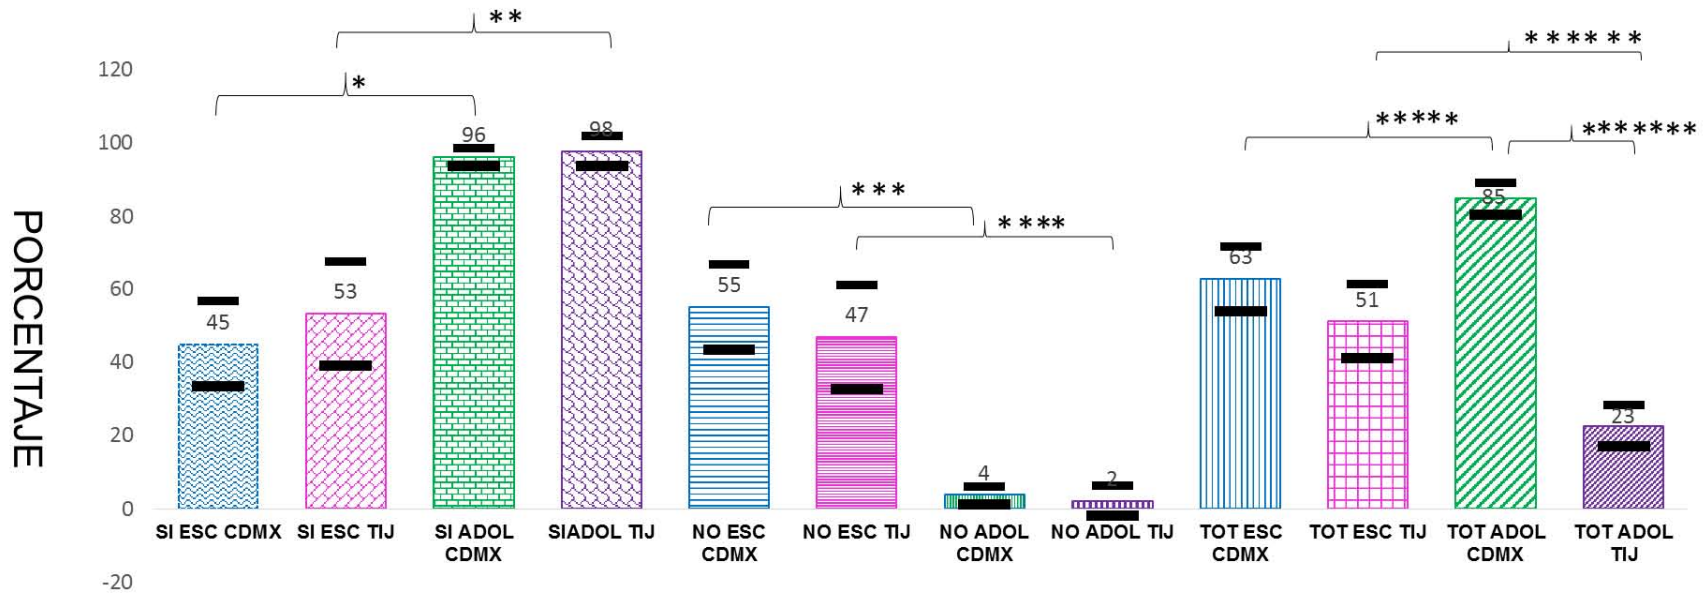 **
******
120
*
*****
*******
100
96
98
***
85
80
****
63
60
55
53
51
47
45
40
23
20
4
2
0
-20
PORCENTAJE
SI ESC CDMX
SI ESC TIJ
SI ADOL
CDMX
SIADOL TIJ
NO ESC
CDMX
NO ESC TIJ
NO ADOL
CDMX
NO ADOL TIJ
TOT ESC
CDMX
TOT ESC TIJ
TOT ADOL
CDMX
TOT ADOL
TIJ